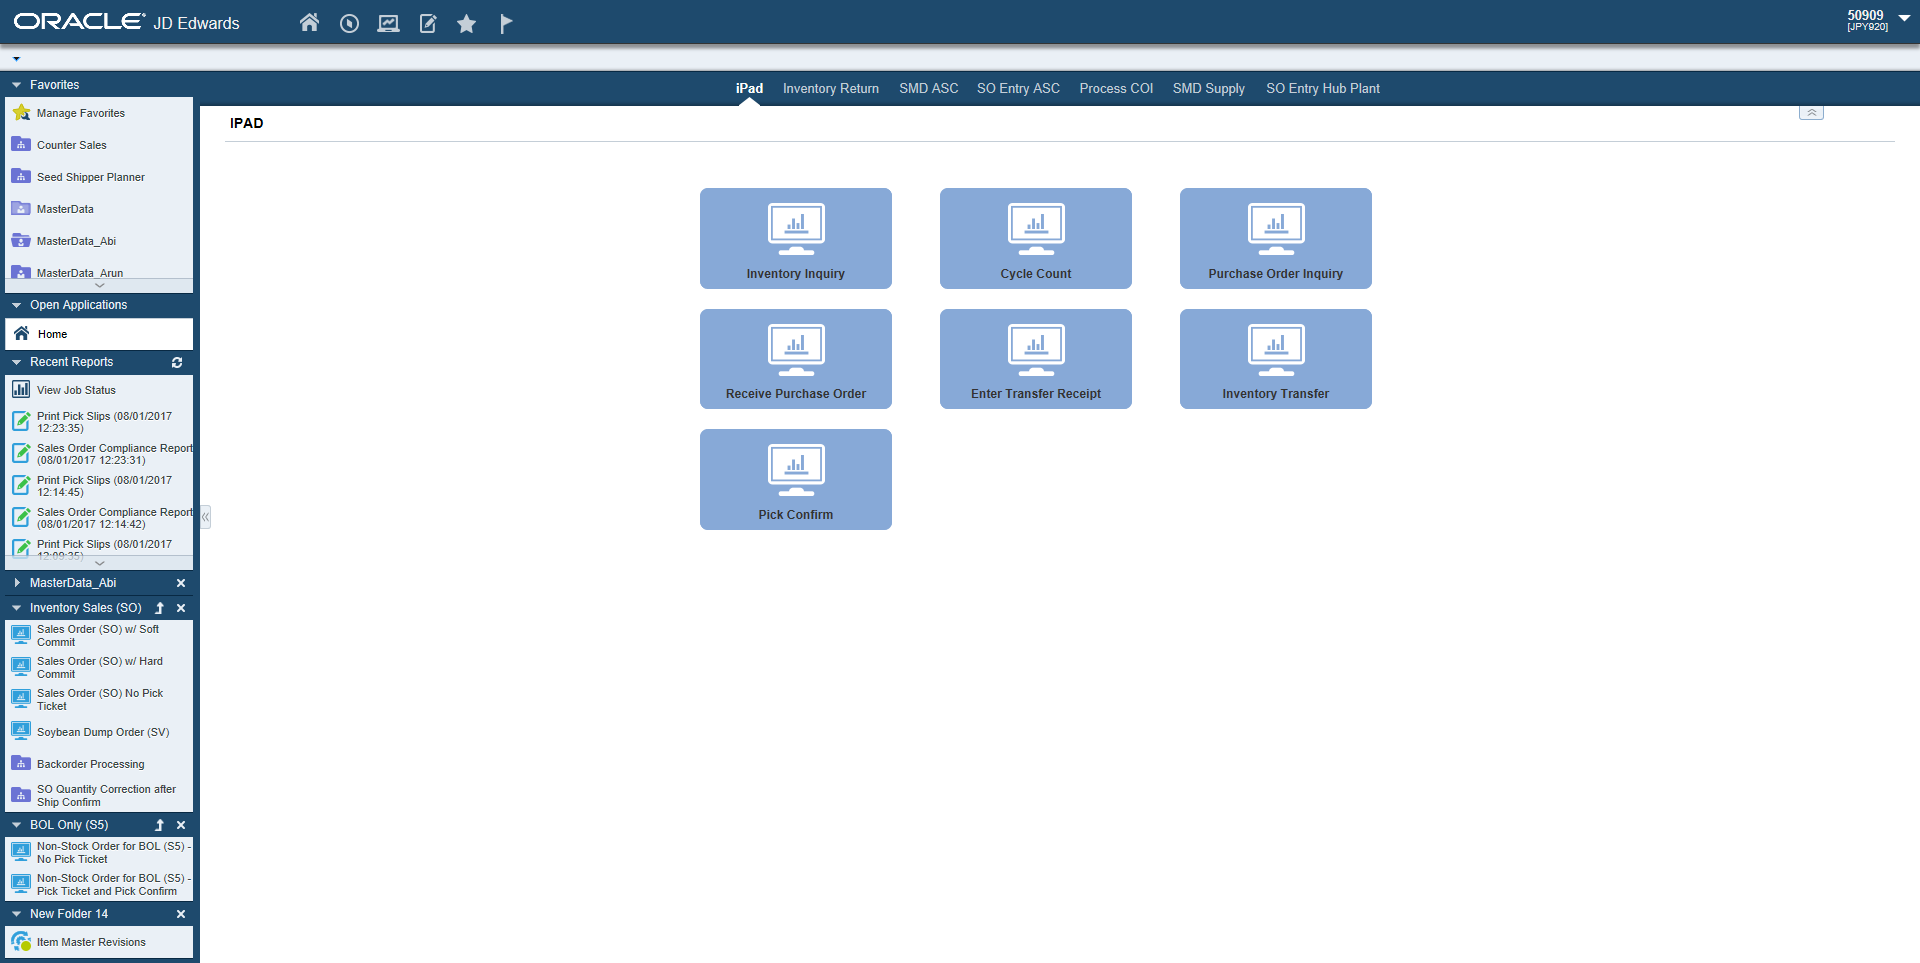 ORACLE JD Edwards
50909
[JPY920]
Favorites
Manage Favorites
Counter Sales
Seed Shipper Planner
MasterData
MasterData_Abi
MasterData_Arun
Open Applications
Home
Recent Reports
View Job Status
Print Pick Slips (08/01/2017
12:23:35)
Sales Order Compliance Report
(08/01/2017 12:23:31)
Print Pick Slips (08/01/2017
12:14:45)
Sales Order Compliance Report
(08/01/2017 12:14:42)
Print Pick Slips (08/01/2017
12:09:35)
MasterData_Abi
Inventory Sales (SO)
Sales Order (SO) w/ Soft
Commit
Sales Order (SO) w/ Hard
Commit
Sales Order (SO) No Pick
Ticket
Soybean Dump Order (SV)
Backorder Processing
SO Quantity Correction after
Ship Confirm
BOL Only (S5)
Non-Stock Order for BOL (S5) -
No Pick Ticket
Non-Stock Order for BOL (S5) -
Pick Ticket and Pick Confirm
New Folder 14
Item Master Revisions
iPad Inventory Return SMD ASC SO Entry ASC Process COI SMD Supply SO Entry Hub Plant
IPAD
Inventory Inquiry
Cycle Count
Purchase Order Inquiry
Receive Purchase Order
Enter Transfer Receipt
Inventory Transfer
Pick Confirm